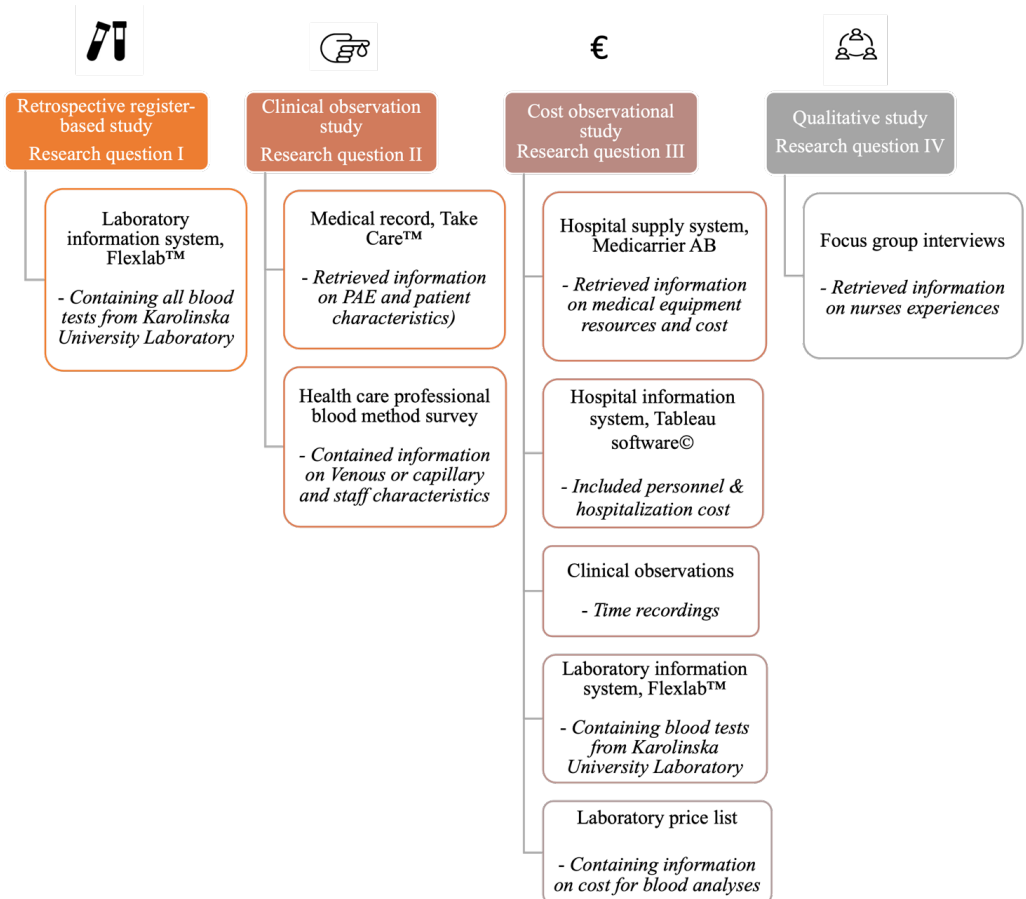 €
Retrospective register-
based study
Research question I
Laboratory
information system,
Flexlab™
- Containing all blood
tests from Karolinska
University Laboratory
Clinical observation
study
Research question II
Medical record, Take
Care™
- Retrieved information
on PAE and patient
characteristics)
Health care professional
blood method survey
- Contained information
on Venous or capillary
and staff characteristics
Cost observational
study
Research question III
Hospital supply system,
Medicarrier AB
- Retrieved information
on medical equipment
resources and cost
Hospital information
system, Tableau
software©
- Included personnel &
hospitalization cost
Clinical observations
- Time recordings
Laboratory information
system, Flexlab™
- Containing blood tests
from Karolinska
University Laboratory
Laboratory price list
- Containing information
on cost for blood analyses
Qualitative study
Research question IV
Focus group interviews
- Retrieved information
on nurses experiences